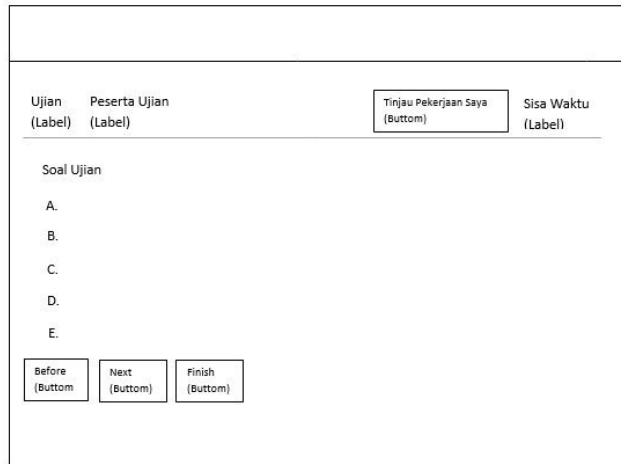 Ujian Peserta Ujian Tinjau Pekerjaan Saya Sisa Waktu
(Label) (Label) (Buttom) (Label)
Soal Ujian
A.
B.
C.
D.
E.
Before Next Finish
(Buttom (Buttom) (Buttom)